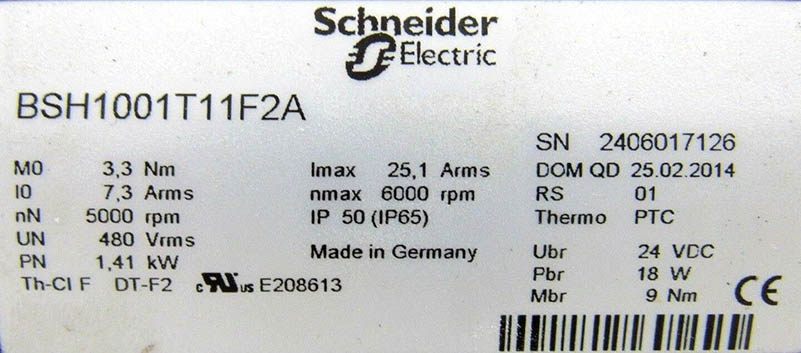 Schneider
Electric
BSH1001T11F2A
SN 2406017126
M0 3,3 Nm Imax 25,1 Arms DOM QD 25.02.2014
I0 7,3 Arms nmax 6000 rpm RS 01
nN 5000 rpm IP 50 (IP65) Thermo PTC
UN 480 Vrms
PN 1,41 kW Made in Germany Ubr 24 VDC
Th-Cl F DT-F2 c RU us E208613 Pbr 18 W
Mbr 9 Nm CE